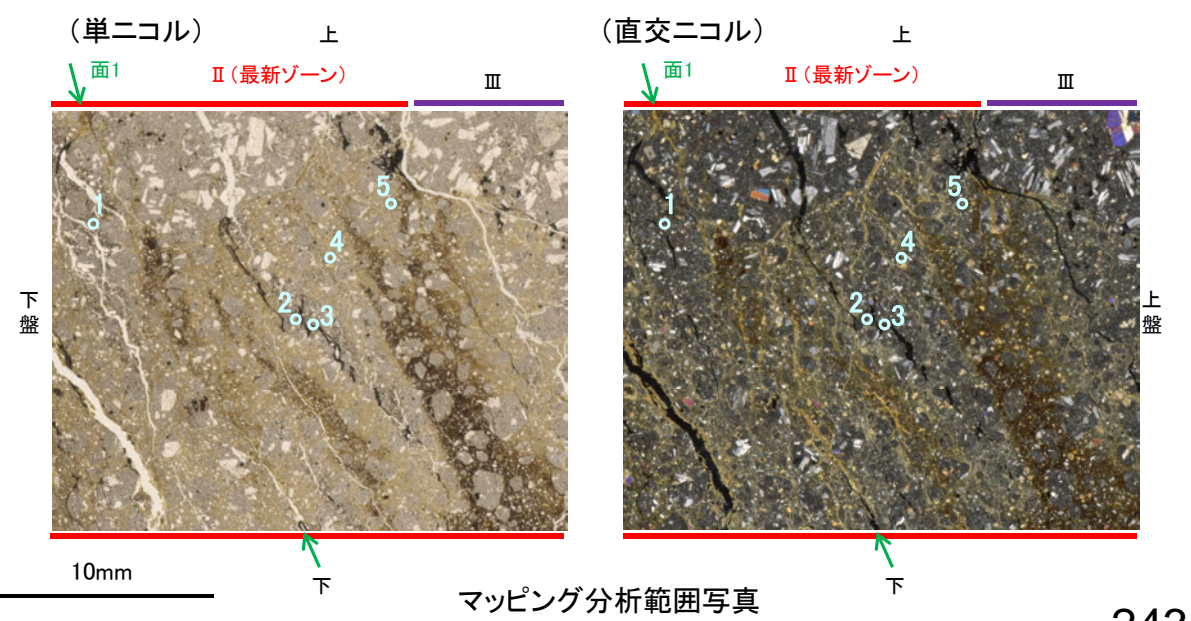 （単ニコル）
上
面1
Ⅱ（最新ゾーン）
Ⅲ
1
2
3
4
5
下盤
下
10mm
（直交ニコル）
上
面1
Ⅱ（最新ゾーン）
Ⅲ
1
2
3
4
5
上盤
下
マッピング分析範囲写真